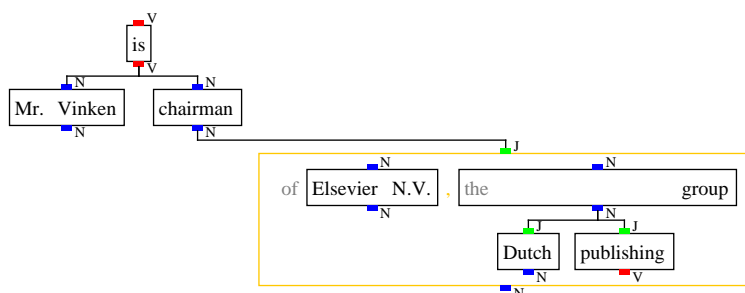 V
is
V
N N
Mr. Vinken chairman
N N
J
N N
of Elsevier N.V. , the group
N N
J J
Dutch publishing
N V
N